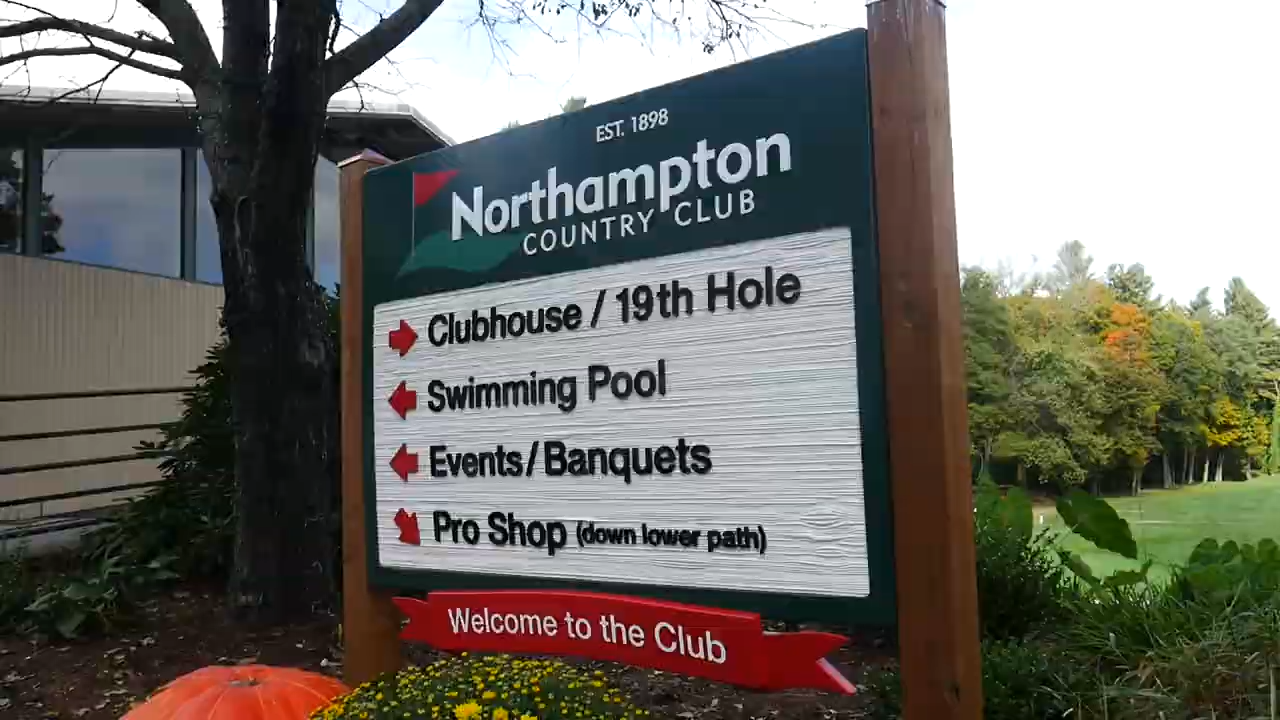 EST. 1898
Northampton
COUNTRY CLUB
Clubhouse / 19th Hole
Swimming Pool
Events/Banquets
Pro Shop (down lower path)
Welcome to the Club